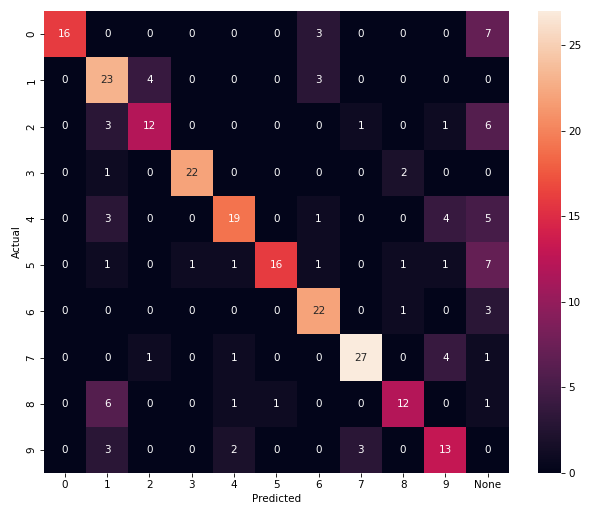 0 16 0 0 0 0 0 3 0 0 0 7
1 0 23 4 0 0 0 3 0 0 0 0
2 0 3 12 0 0 0 0 1 0 1 6
3 0 1 0 22 0 0 0 0 2 0 0
4 0 3 0 0 19 0 1 0 0 4 5
5 0 1 0 1 1 16 1 0 1 1 7
6 0 0 0 0 0 0 22 0 1 0 3
7 0 0 1 0 1 0 0 27 0 4 1
8 0 6 0 0 1 1 0 0 12 0 1
9 0 3 0 0 2 0 0 3 0 13 0
0 1 2 3 4 5 6 7 8 9 None
Predicted
Actual
25
20
15
10
5
0